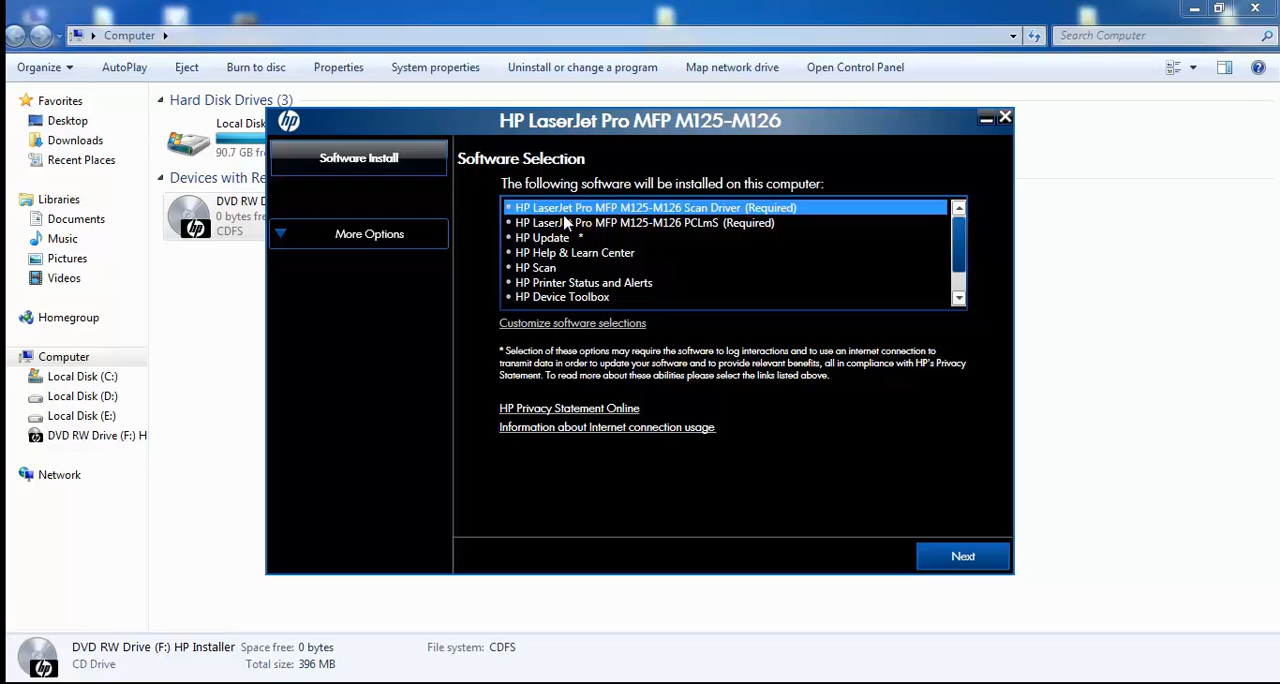 Computer
Search Computer
Organize AutoPlay Eject Burn to disc Properties System properties Uninstall or change a program Map network drive Open Control Panel
Favorites
Desktop
Downloads
Recent Places
Libraries
Documents
Music
Pictures
Videos
Homegroup
Computer
Local Disk (C:)
Local Disk (D:)
Local Disk (E:)
DVD RW Drive (F:) H
Network
Hard Disk Drives (3)
Local Disk
90.7 GB fre
Devices with Re
DVD RW D
0 bytes fre
CDFS
hp
hp
HP LaserJet Pro MFP M125-M126
Software Install
More Options
Software Selection
The following software will be installed on this computer:
HP LaserJet Pro MFP M125-M126 Scan Driver (Required)
HP LaserJet Pro MFP M125-M126 PCLmS (Required)
HP Update *
HP Help & Learn Center
HP Scan
HP Printer Status and Alerts
HP Device Toolbox
Customize software selections
* Selection of these options may require the software to log interactions and to use an internet connection to
transmit data in order to update your software and to provide relevant benefits, all in compliance with HP's Privacy
Statement. To read more about these abilities please select the links listed above.
HP Privacy Statement Online
Information about Internet connection usage
Next
hp
DVD RW Drive (F:) HP Installer Space free: 0 bytes File system: CDFS
CD Drive Total size: 396 MB